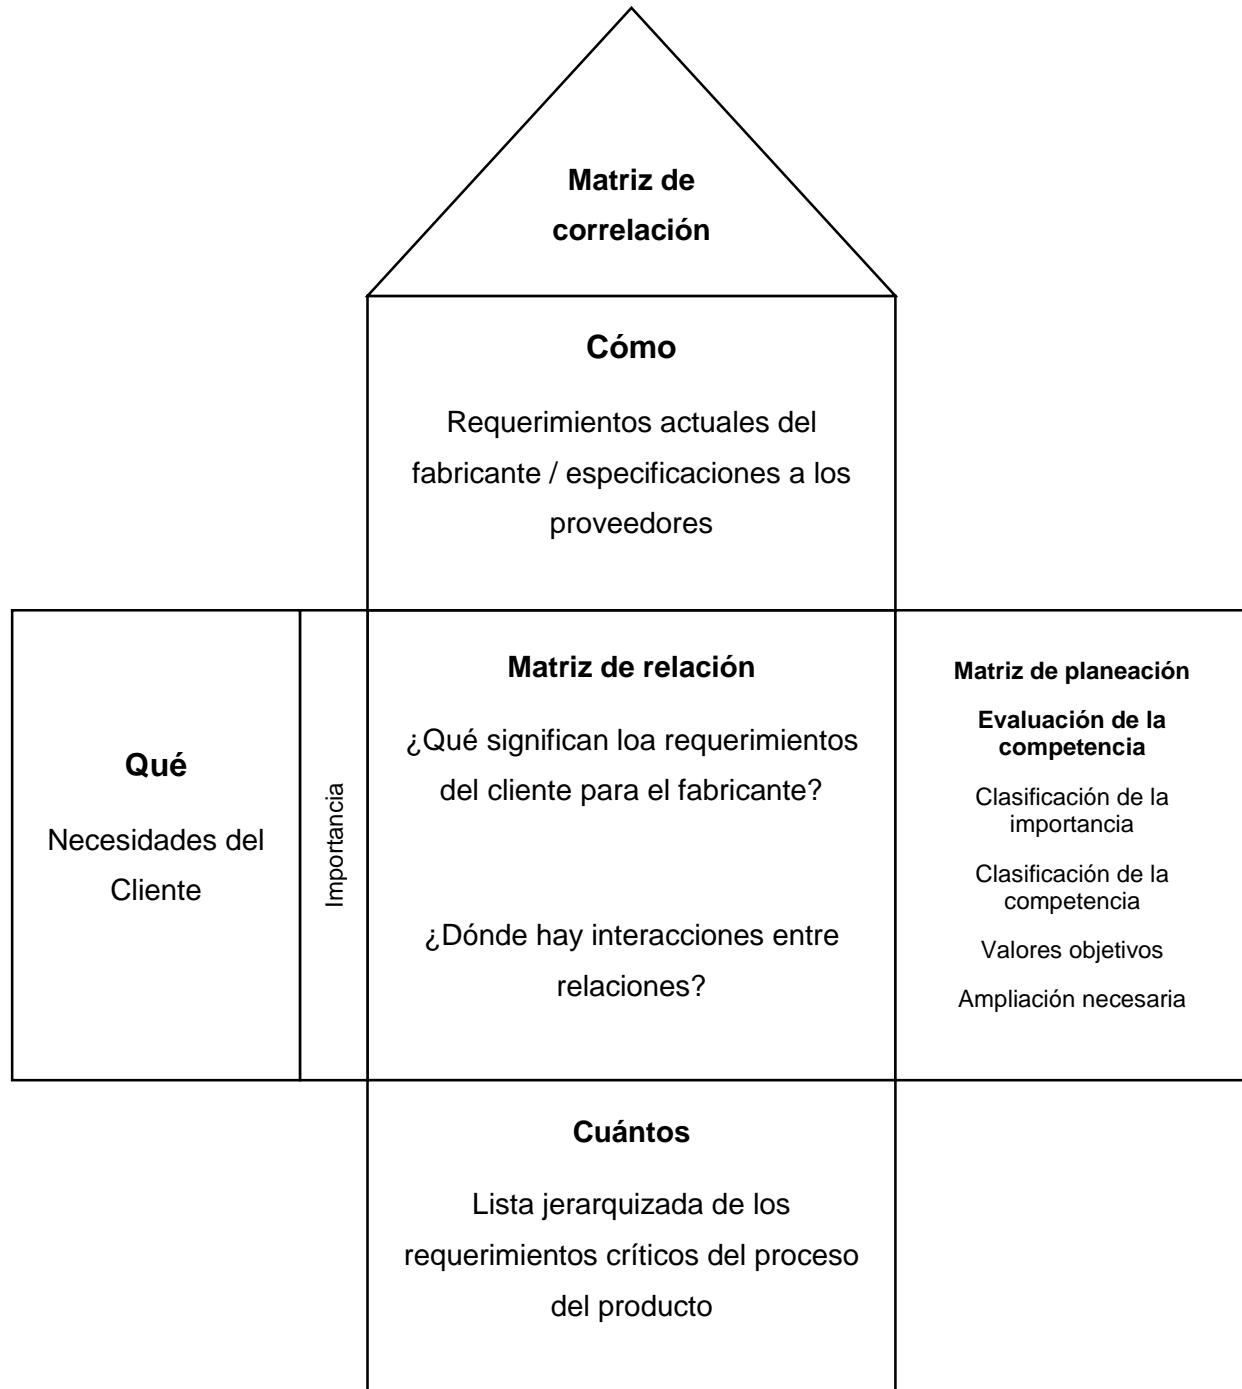 Matriz de
correlación
Cómo
Requerimientos actuales del
fabricante / especificaciones a los
proveedores
Qué
Necesidades del
Cliente
Importancia
Matriz de relación
¿Qué significan loa requerimientos
del cliente para el fabricante?
¿Dónde hay interacciones entre
relaciones?
Matriz de planeación
Evaluación de la
competencia
Clasificación de la
importancia
Clasificación de la
competencia
Valores objetivos
Ampliación necesaria
Cuántos
Lista jerarquizada de los
requerimientos críticos del proceso
del producto